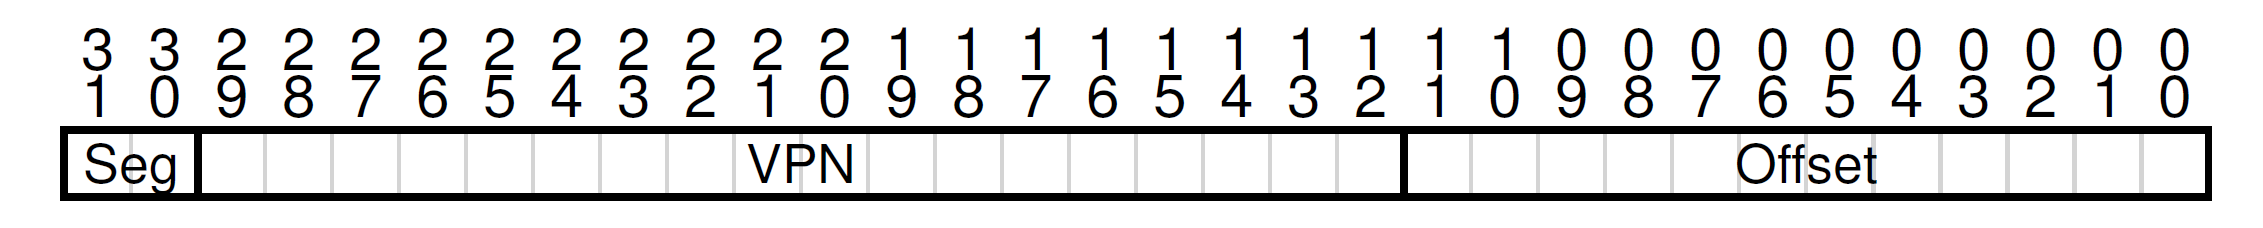 3 3 2 2 2 2 2 2 2 2 2 2 1 1 1 1 1 1 1 1 1 1 0 0 0 0 0 0 0 0 0 0
1 0 9 8 7 6 5 4 3 2 1 0 9 8 7 6 5 4 3 2 1 0 9 8 7 6 5 4 3 2 1 0
Seg VPN Offset